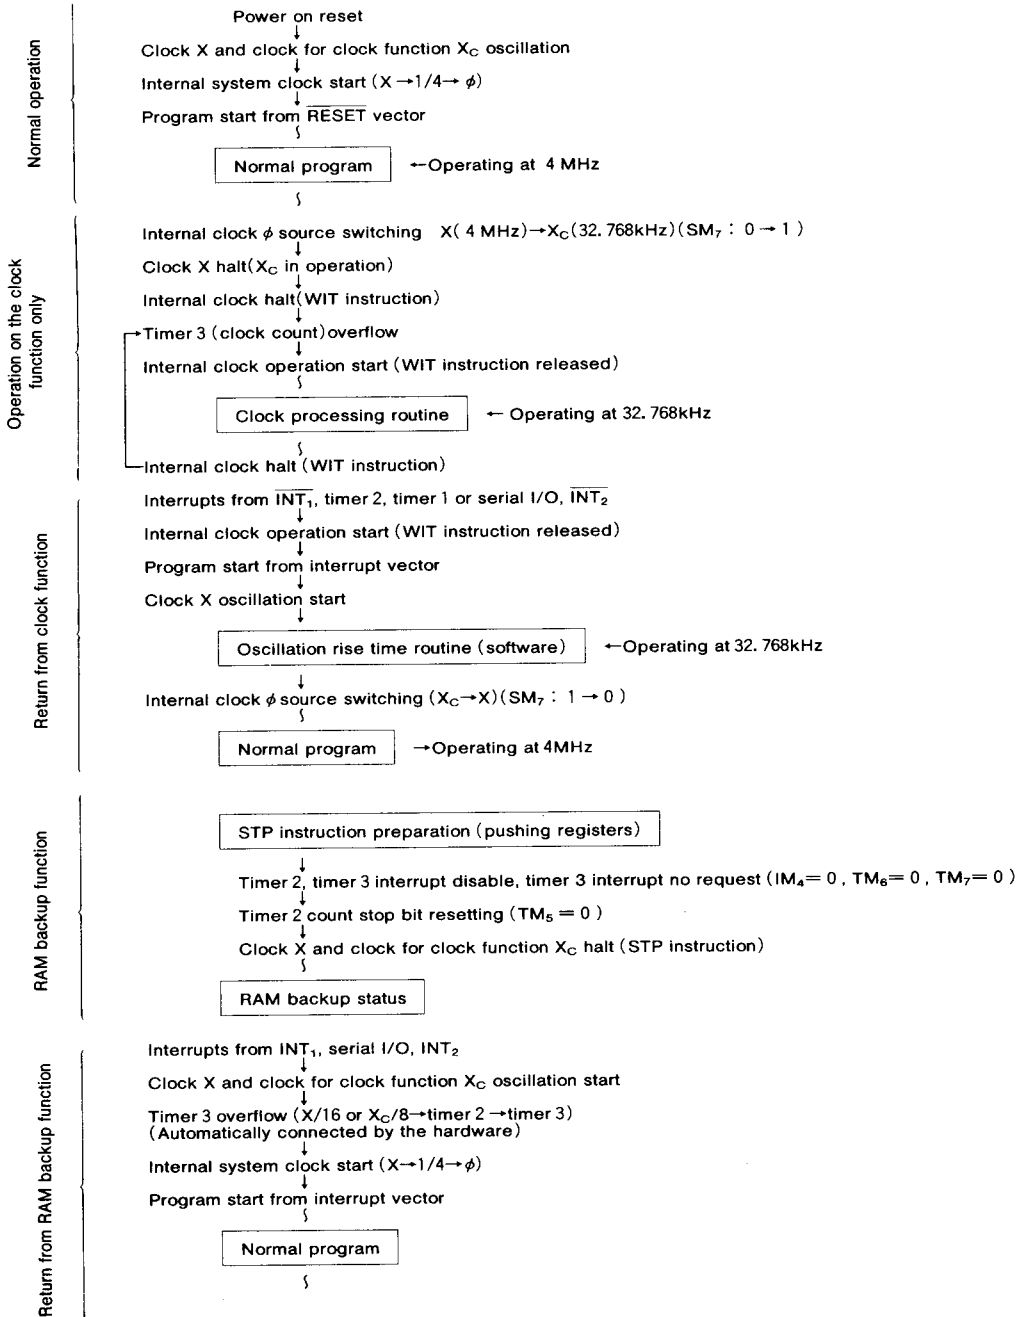 Normal operation
Power on reset
Clock X and clock for clock function X_C oscillation
Internal system clock start (X→1/4→ϕ)
Program start from R̅E̅S̅E̅T̅ vector
Normal program ←Operating at 4 MHz
Operation on the clock
function only
Internal clock ϕ source switching X( 4 MHz)→X_C(32. 768kHz)(SM₇ : 0 → 1 )
Clock X halt(X_C in operation)
Internal clock halt(WIT instruction)
Timer 3 (clock count)overflow
Internal clock operation start (WIT instruction released)
Clock processing routine ← Operating at 32. 768kHz
Internal clock halt (WIT instruction)
Return from clock function
Interrupts from I̅N̅T̅₁̅, timer 2, timer 1 or serial I/O, I̅N̅T̅₂̅
Internal clock operation start (WIT instruction released)
Program start from interrupt vector
Clock X oscillation start
Oscillation rise time routine (software) ←Operating at 32. 768kHz
Internal clock ϕ source switching (X_C→X)(SM₇ : 1 → 0 )
Normal program →Operating at 4MHz
RAM backup function
STP instruction preparation (pushing registers)
Timer 2, timer 3 interrupt disable, timer 3 interrupt no request (IM₄= 0 , TM₆= 0, TM₇= 0 )
Timer 2 count stop bit resetting (TM₅ = 0 )
Clock X and clock for clock function X_C halt (STP instruction)
RAM backup status
Return from RAM backup function
Interrupts from INT₁, serial I/O, INT₂
Clock X and clock for clock function X_C oscillation start
Timer 3 overflow (X/16 or X_C/8→timer 2→timer 3)
(Automatically connected by the hardware)
Internal system clock start (X→1/4→ϕ)
Program start from interrupt vector
Normal program